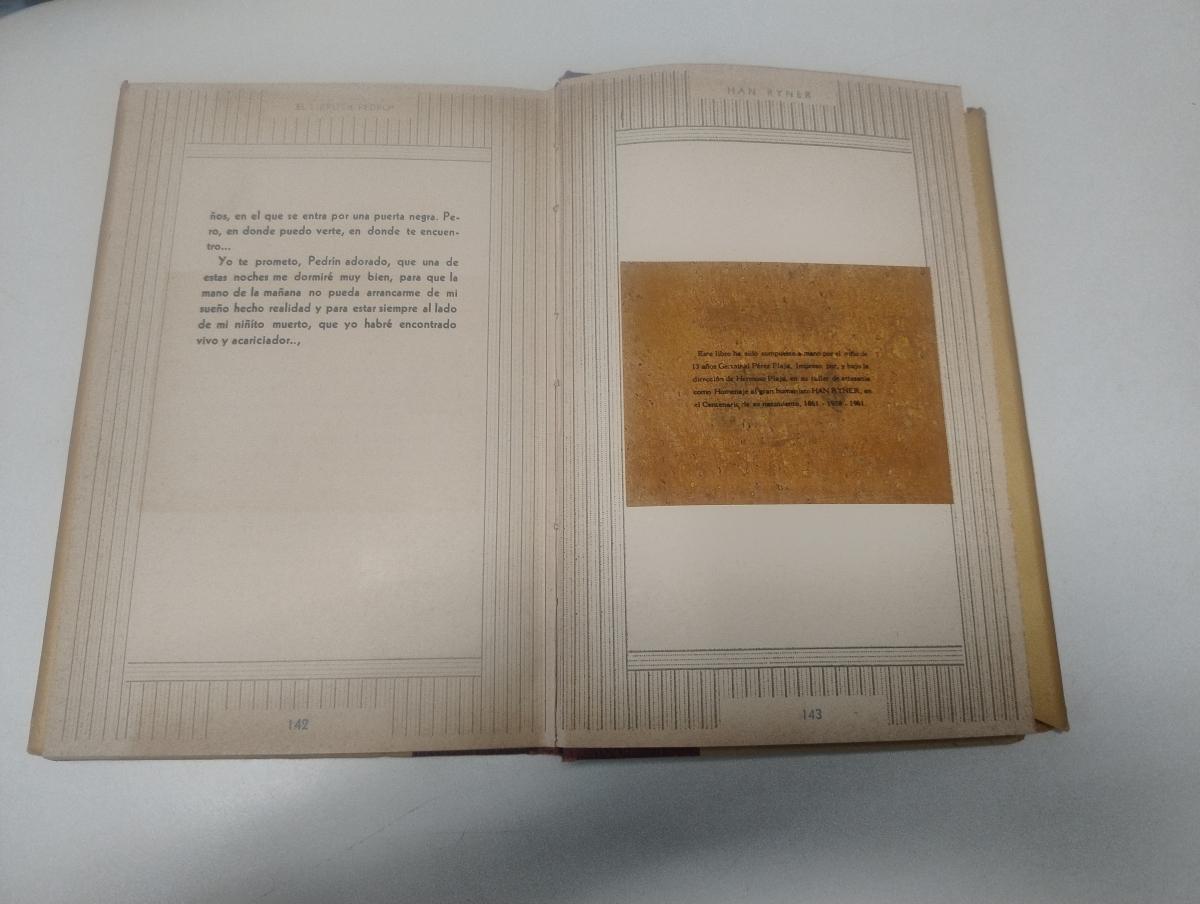 EL LIBRO DE PEDRO
ños, en el que se entra por una puerta negra. Pe-
ro, en donde puedo verte, en donde te encuen-
tro...
Yo te prometo, Pedrín adorado, que una de
estas noches me dormiré muy bien, para que la
mano de la mañana no pueda arrancarme de mi
sueño hecho realidad y para estar siempre al lado
de mi niñito muerto, que yo habré encontrado
vivo y acariciador..,
142
HAN RYNER
Este libro ha sido compuesto a mano por el niño de
13 años Germinal Pérez Plaja. Impreso por, y bajo la
dirección de Hermoso Plaja, en su taller de artesanía
como Homenaje al gran humanista HAN RYNER, en
el Centenario de su nacimiento, 1861 - 1938 - 1961.
143